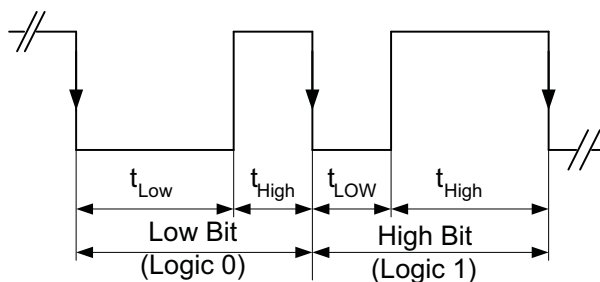 tLow tHigh tLOW tHigh
Low Bit High Bit
(Logic 0) (Logic 1)